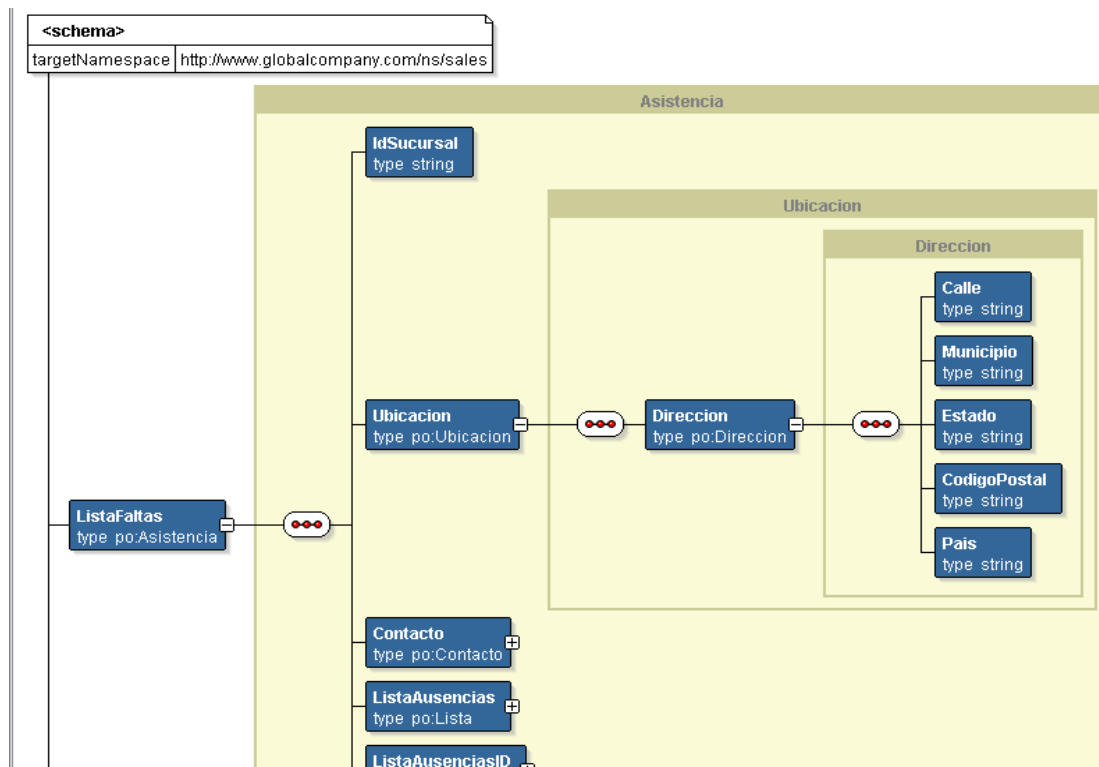 <schema>
targetNamespace http://www.globalcompany.com/ns/sales
Asistencia
IdSucursal
type string
Ubicacion
Direccion
Calle
type string
Municipio
type string
Ubicacion
type po:Ubicacion
Direccion
type po:Direccion
Estado
type string
CodigoPostal
type string
ListaFaltas
type po:Asistencia
Pais
type string
Contacto
type po:Contacto
ListaAusencias
type po:Lista
ListaAusenciasID